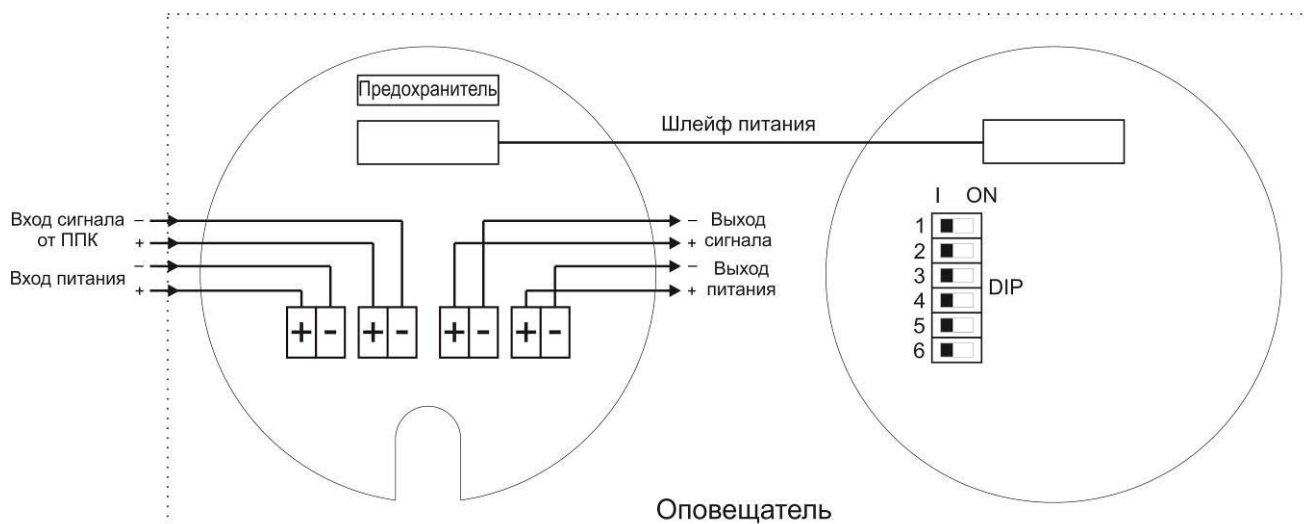 Предохранитель
Шлейф питания
I ON
Вход сигнала –
от ППК +
Вход питания –
+
– Выход
+ сигнала
– Выход
+ питания
1
2
3
DIP
4
5
6
+ - + - + - + -
Оповещатель